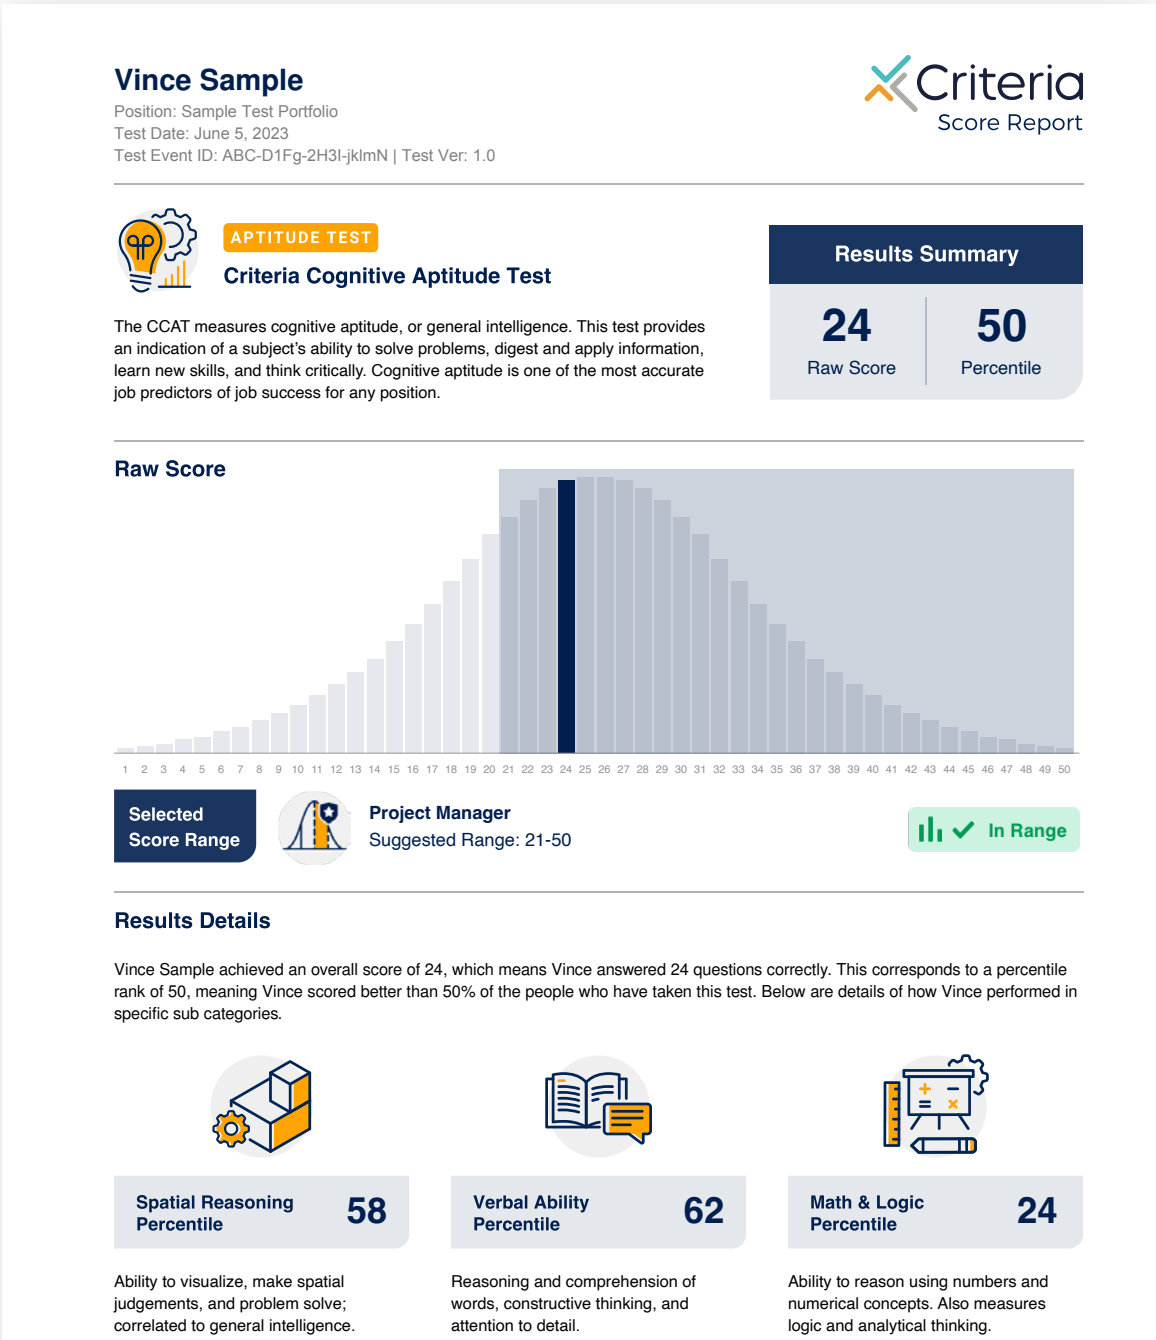 Vince Sample
Position: Sample Test Portfolio
Test Date: June 5, 2023
Test Event ID: ABC-D1Fg-2H3I-jklmN | Test Ver: 1.0
Criteria
Score Report
APTITUDE TEST
Criteria Cognitive Aptitude Test
The CCAT measures cognitive aptitude, or general intelligence. This test provides
an indication of a subject’s ability to solve problems, digest and apply information,
learn new skills, and think critically. Cognitive aptitude is one of the most accurate
job predictors of job success for any position.
Results Summary
24 50
Raw Score Percentile
Raw Score
1 2 3 4 5 6 7 8 9 10 11 12 13 14 15 16 17 18 19 20 21 22 23 24 25 26 27 28 29 30 31 32 33 34 35 36 37 38 39 40 41 42 43 44 45 46 47 48 49 50
Selected
Score Range
Project Manager
Suggested Range: 21-50
In Range
Results Details
Vince Sample achieved an overall score of 24, which means Vince answered 24 questions correctly. This corresponds to a percentile
rank of 50, meaning Vince scored better than 50% of the people who have taken this test. Below are details of how Vince performed in
specific sub categories.
Spatial Reasoning
Percentile
58
Ability to visualize, make spatial
judgements, and problem solve;
correlated to general intelligence.
Verbal Ability
Percentile
62
Reasoning and comprehension of
words, constructive thinking, and
attention to detail.
Math & Logic
Percentile
24
Ability to reason using numbers and
numerical concepts. Also measures
logic and analytical thinking.